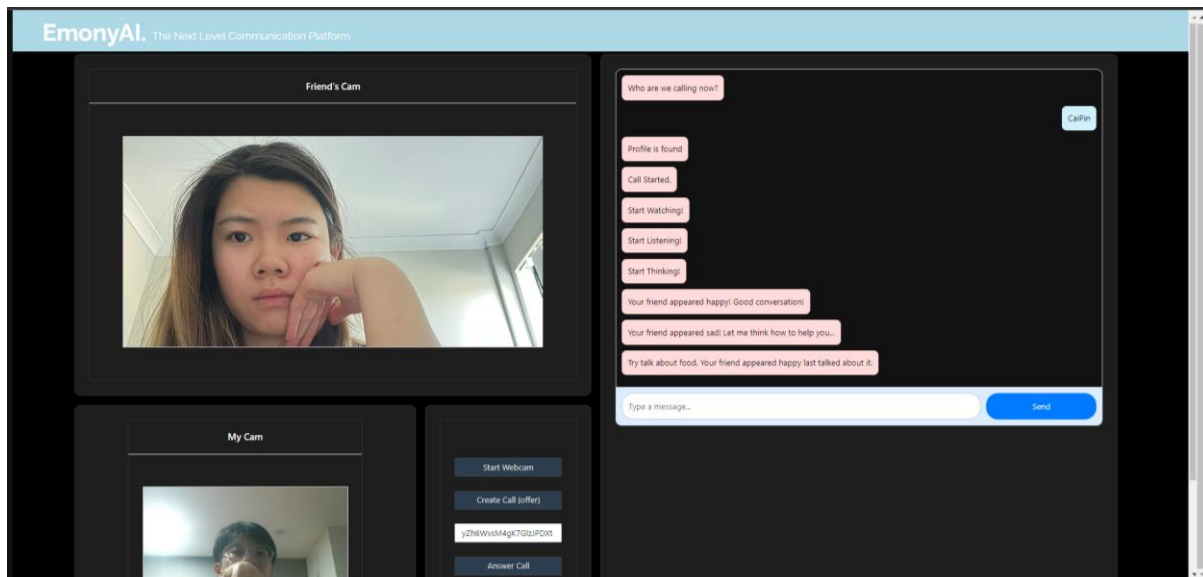 EmonyAI. The Next Level Communication Platform
Friend's Cam
Who are we calling now?
CaiPin
Profile is found
Call Started.
Start Watching!
Start Listening!
Start Thinking!
Your friend appeared happy! Good conversation!
Your friend appeared sad! Let me think how to help you...
Try talk about food. Your friend appeared happy last talked about it.
Type a message...
Send
My Cam
Start Webcam
Create Call (offer)
Answer Call